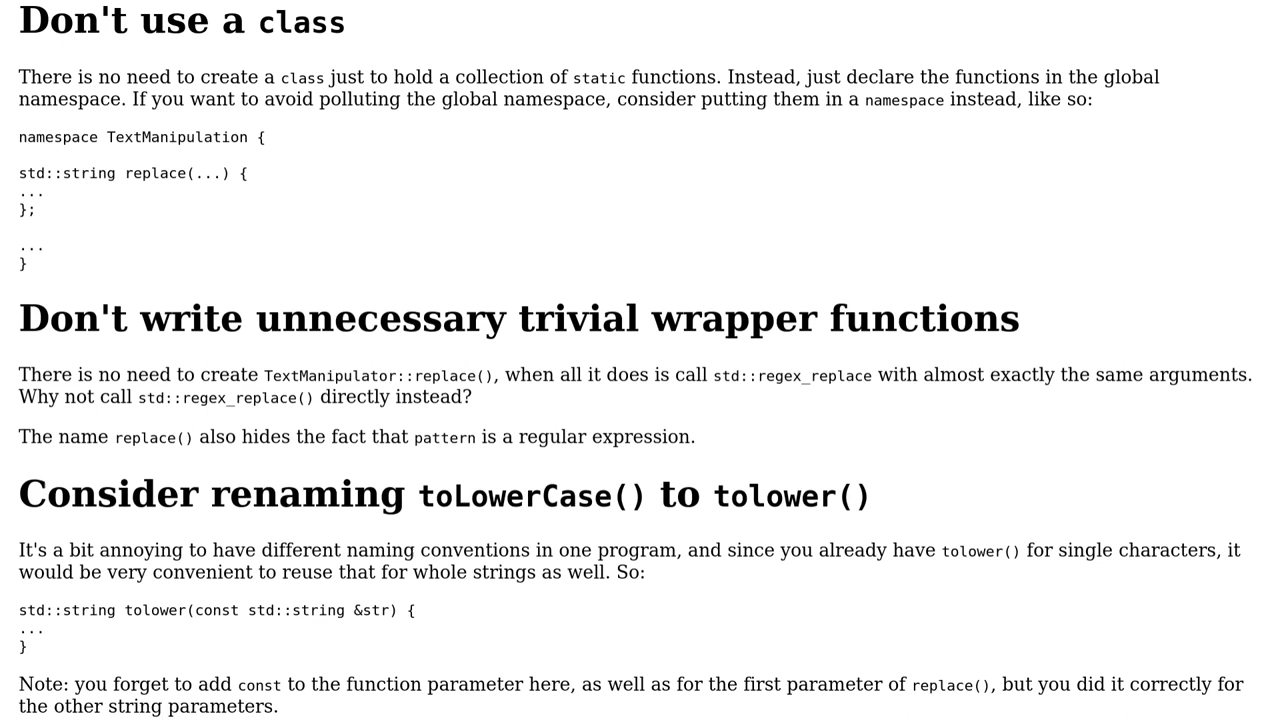 Don't use a class
There is no need to create a class just to hold a collection of static functions. Instead, just declare the functions in the global
namespace. If you want to avoid polluting the global namespace, consider putting them in a namespace instead, like so:
namespace TextManipulation {
std::string replace(...) {
...
};
...
}
Don't write unnecessary trivial wrapper functions
There is no need to create TextManipulator::replace(), when all it does is call std::regex_replace with almost exactly the same arguments.
Why not call std::regex_replace() directly instead?
The name replace() also hides the fact that pattern is a regular expression.
Consider renaming toLowerCase() to tolower()
It's a bit annoying to have different naming conventions in one program, and since you already have tolower() for single characters, it
would be very convenient to reuse that for whole strings as well. So:
std::string tolower(const std::string &str) {
...
}
Note: you forget to add const to the function parameter here, as well as for the first parameter of replace(), but you did it correctly for
the other string parameters.